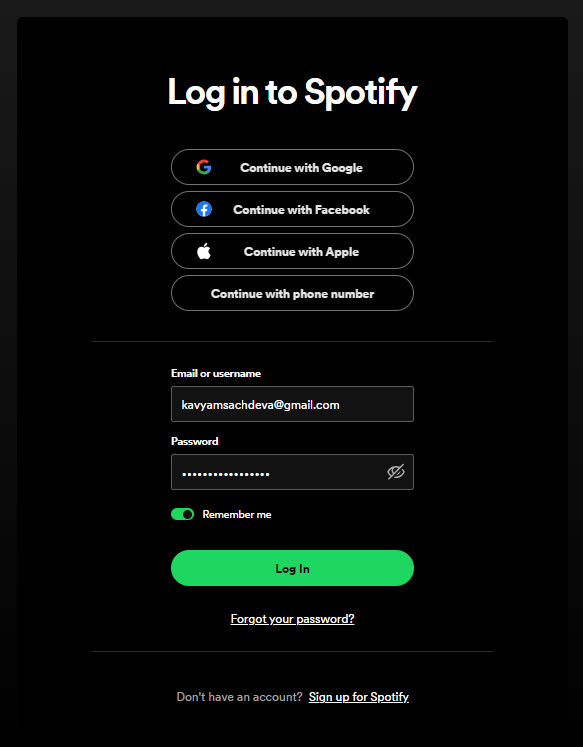 Log in to Spotify
Continue with Google
Continue with Facebook
Continue with Apple
Continue with phone number
Email or username
kavyamsachdeva@gmail.com
Password
•••••••••••••••••
Remember me
Log In
Forgot your password?
Don't have an account? Sign up for Spotify